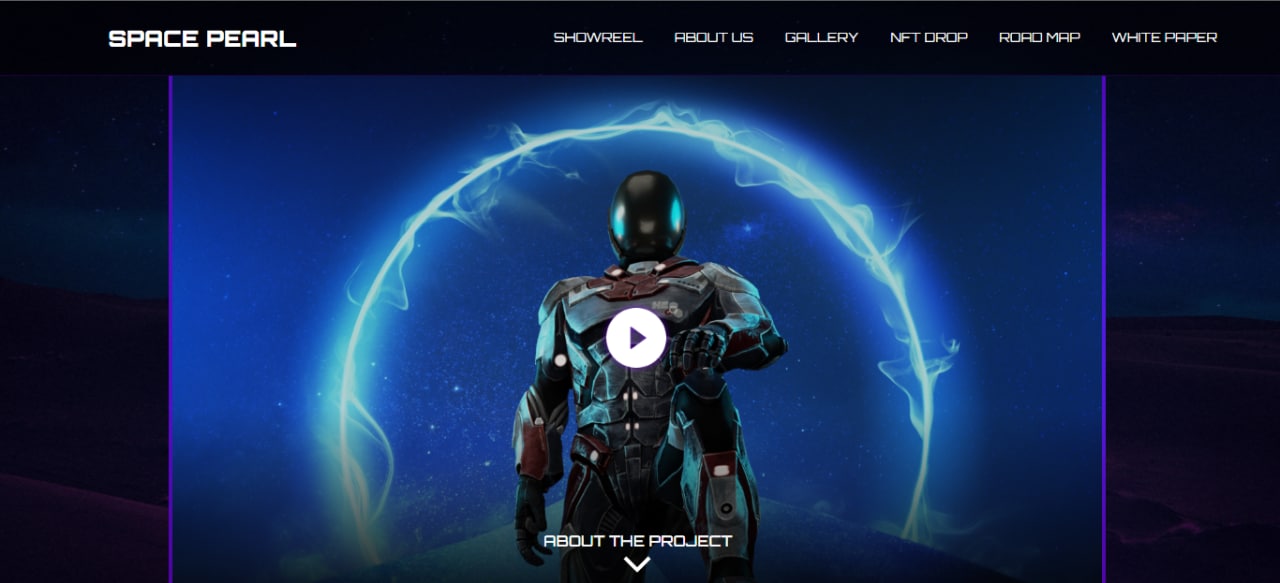 SPACE PEARL
SHOWREEL ABOUT US GALLERY NFT DROP ROAD MAP WHITE PAPER
ABOUT THE PROJECT